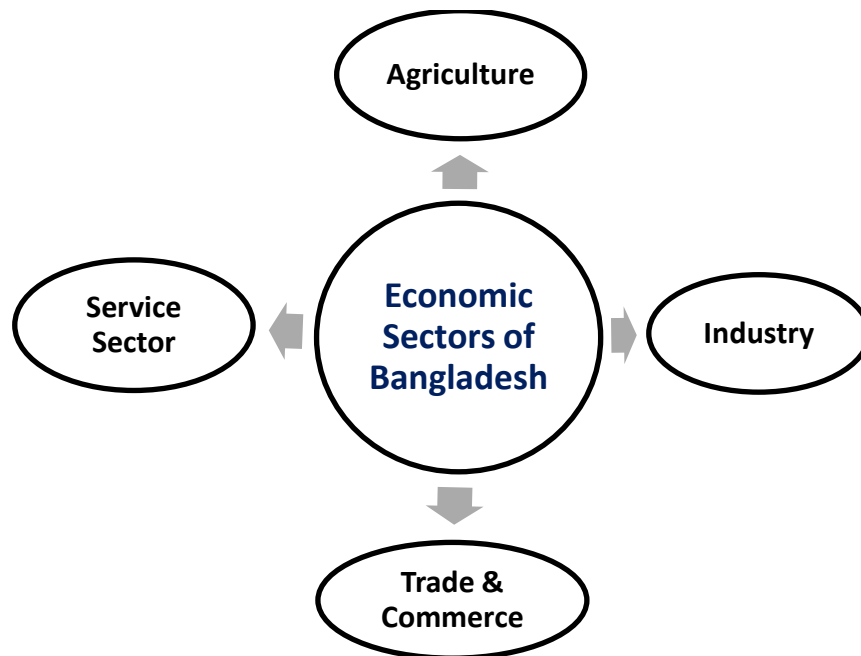 Agriculture
Economic
Sectors of
Bangladesh
Service
Sector
Industry
Trade &
Commerce